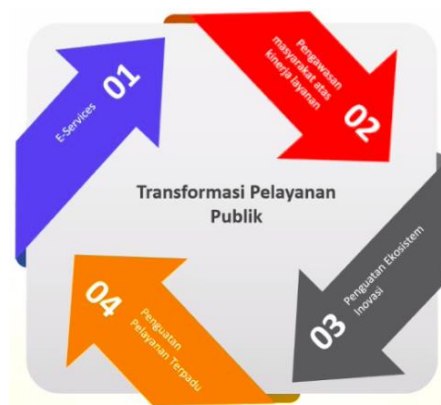 01
E-Services
Pengawasan
masyarakat atas
kinerja layanan
02
Transformasi Pelayanan
Publik
03
Penguatan Ekosistem
Inovasi
04
Penguatan
Pelayanan Terpadu